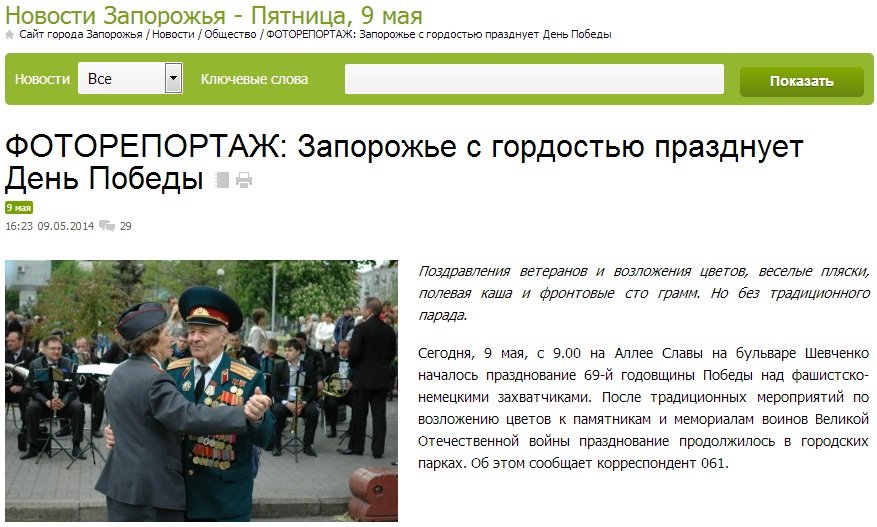 Новости Запорожья - Пятница, 9 мая
Сайт города Запорожья / Новости / Общество / ФОТОРЕПОРТАЖ: Запорожье с гордостью празднует День Победы
Новости Все Ключевые слова Показать
ФОТОРЕПОРТАЖ: Запорожье с гордостью празднует
День Победы
9 мая
16:23 09.05.2014 29
Поздравления ветеранов и возложения цветов, веселые пляски,
полевая каша и фронтовые сто грамм. Но без традиционного
парада.
Сегодня, 9 мая, с 9.00 на Аллее Славы на бульваре Шевченко
началось празднование 69-й годовщины Победы над фашистско-
немецкими захватчиками. После традиционных мероприятий по
возложению цветов к памятникам и мемориалам воинов Великой
Отечественной войны празднование продолжилось в городских
парках. Об этом сообщает корреспондент 061.